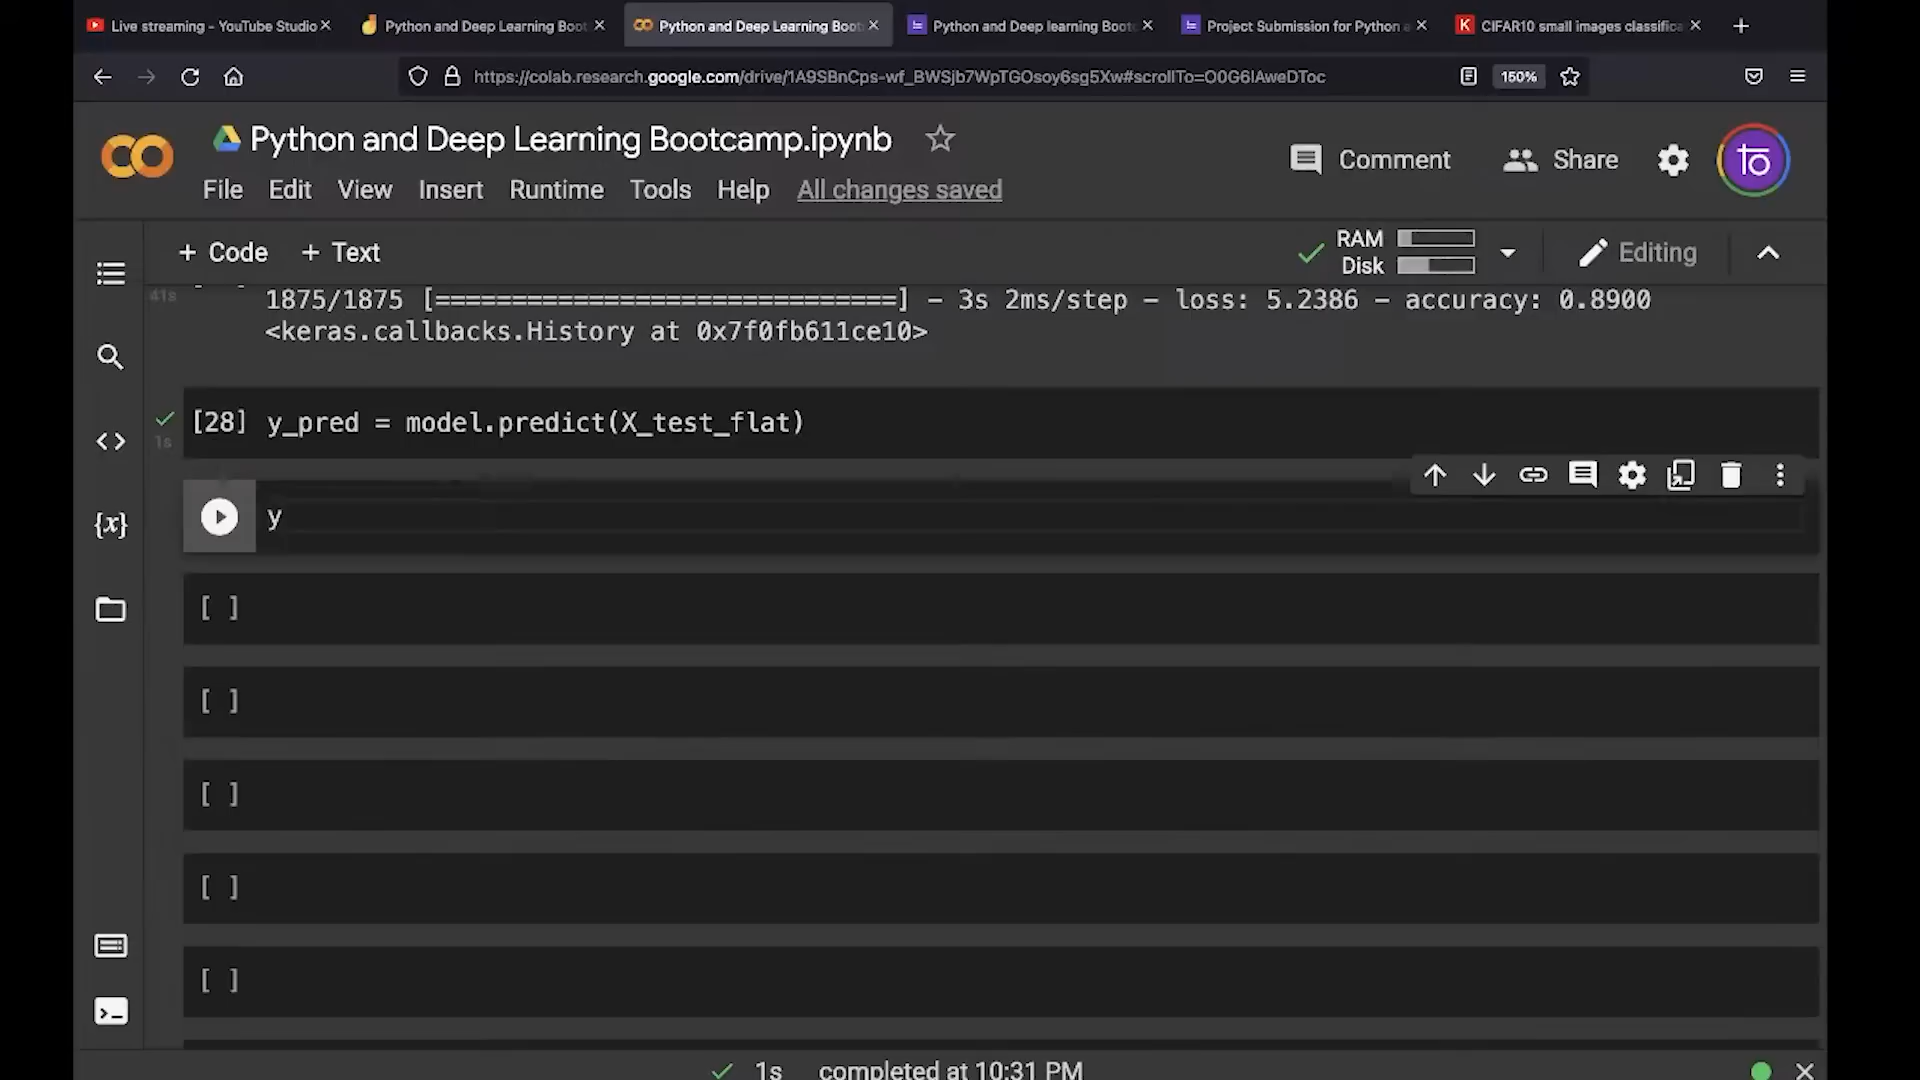 Live streaming - YouTube Studio
Python and Deep Learning Boot
Python and Deep Learning Boot
Python and Deep learning Boot
Project Submission for Python a
CIFAR10 small images classifica
https://colab.research.google.com/drive/1A9SBnCps-wf_BWSjb7WpTGOsoy6sg5Xw#scrollTo=O0G6IAweDToc
150%
Python and Deep Learning Bootcamp.ipynb
Comment
Share
to
File Edit View Insert Runtime Tools Help All changes saved
+ Code + Text
RAM
Disk
Editing
41s
1875/1875 [==============================] - 3s 2ms/step - loss: 5.2386 - accuracy: 0.8900
<keras.callbacks.History at 0x7f0fb611ce10>
1s
[28] y_pred = model.predict(X_test_flat)
y
{x}
[ ]
[ ]
[ ]
[ ]
[ ]
1s completed at 10:31 PM